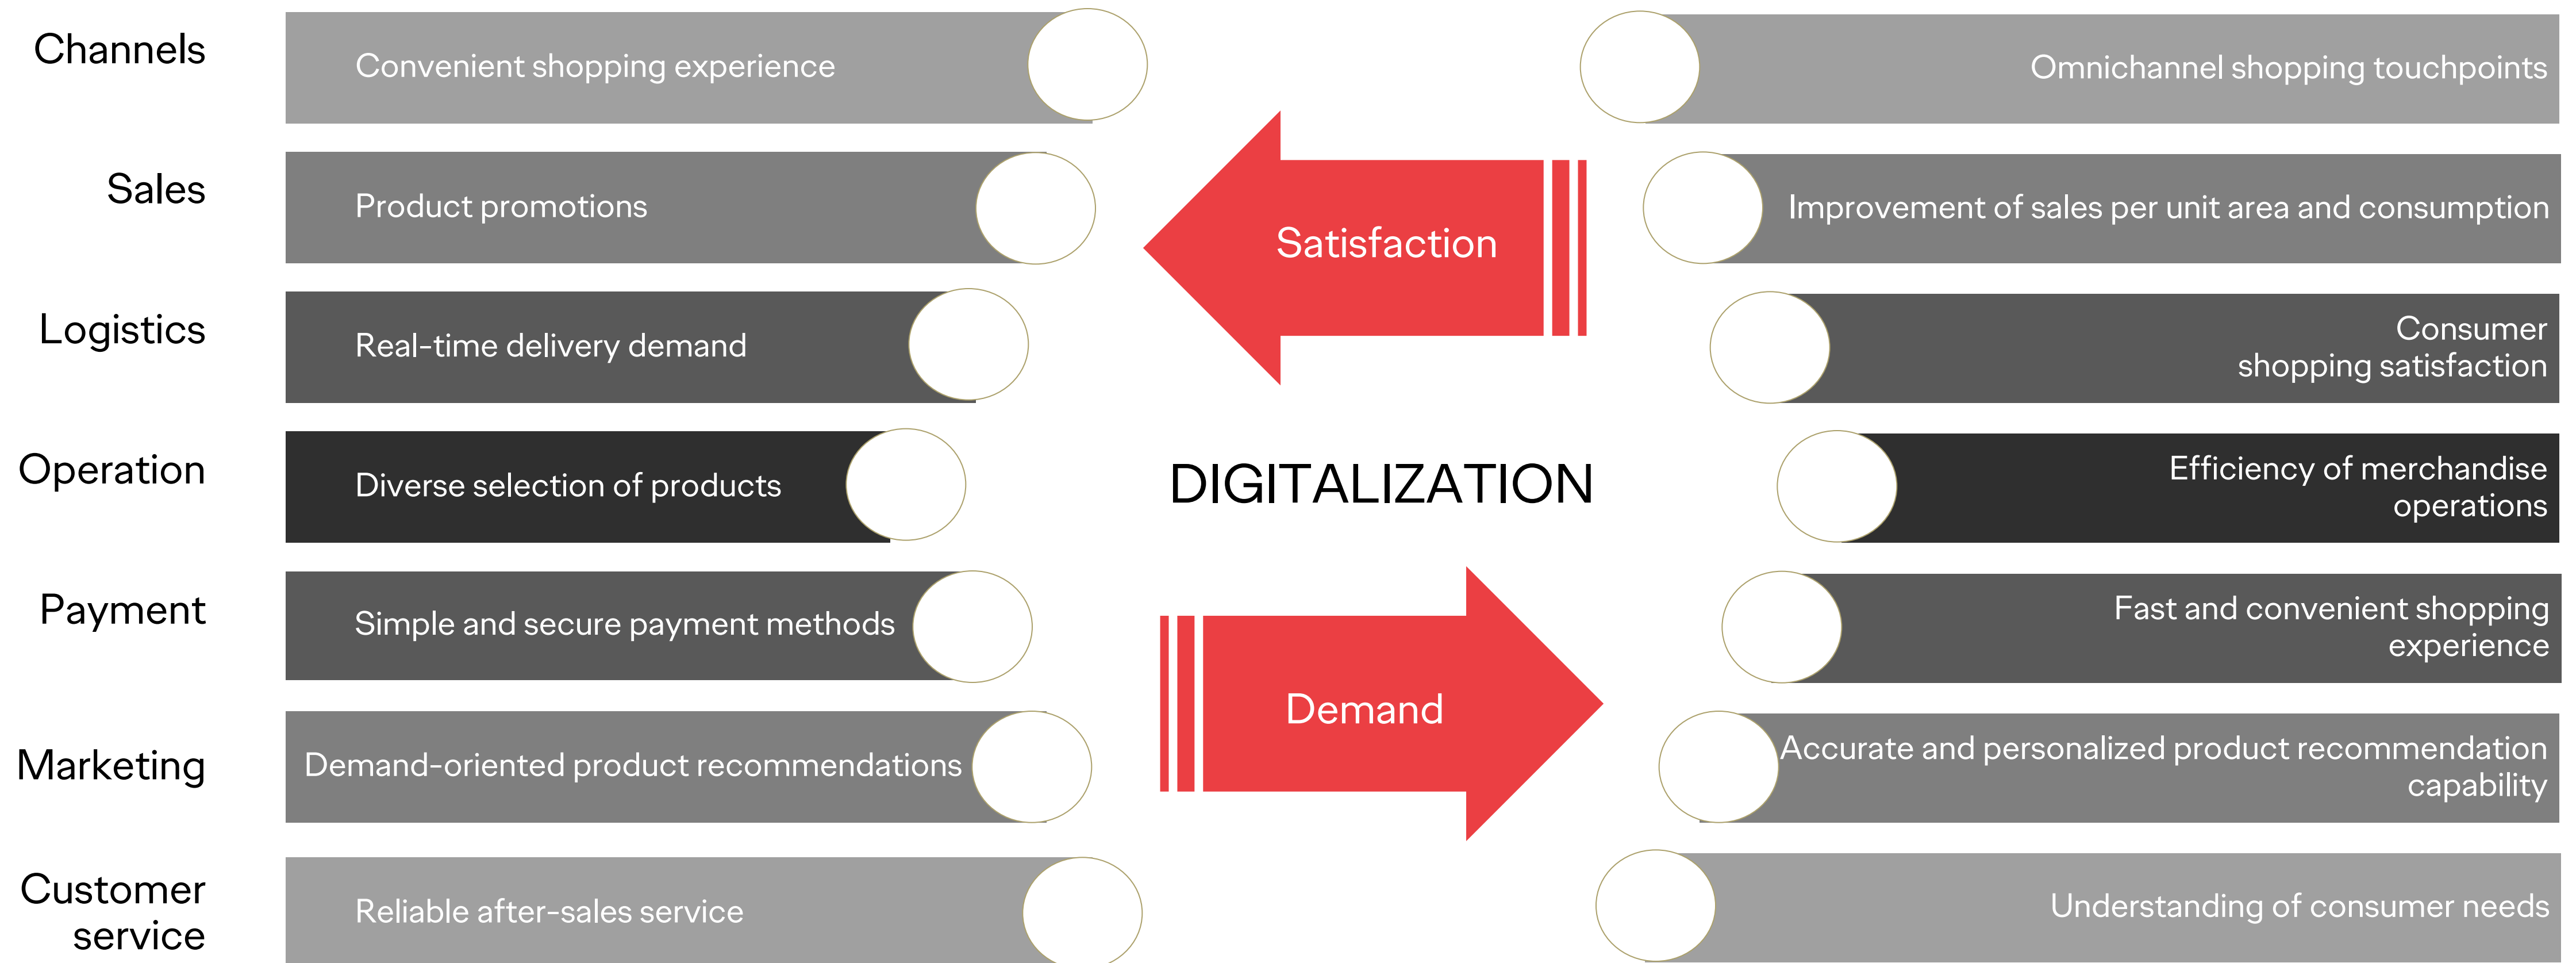 Channels
Convenient shopping experience
Omnichannel shopping touchpoints
Sales
Product promotions
Improvement of sales per unit area and consumption
Satisfaction
Logistics
Real-time delivery demand
Consumer
shopping satisfaction
Operation
Diverse selection of products
DIGITALIZATION
Efficiency of merchandise
operations
Payment
Simple and secure payment methods
Fast and convenient shopping
experience
Demand
Marketing
Demand-oriented product recommendations
Accurate and personalized product recommendation
capability
Customer
service
Reliable after-sales service
Understanding of consumer needs